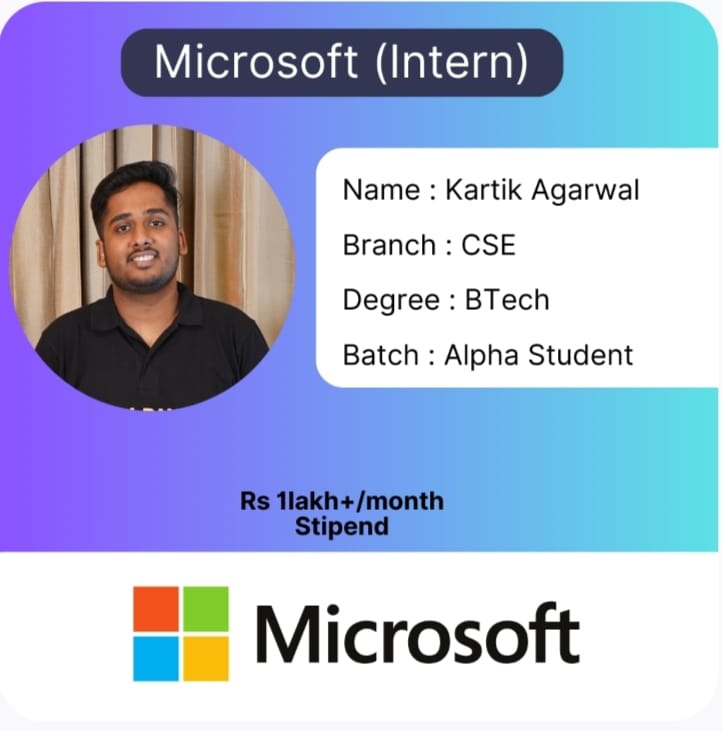 Microsoft (Intern)
Name : Kartik Agarwal
Branch : CSE
Degree : BTech
Batch : Alpha Student
Rs 1lakh+/month
Stipend
Microsoft